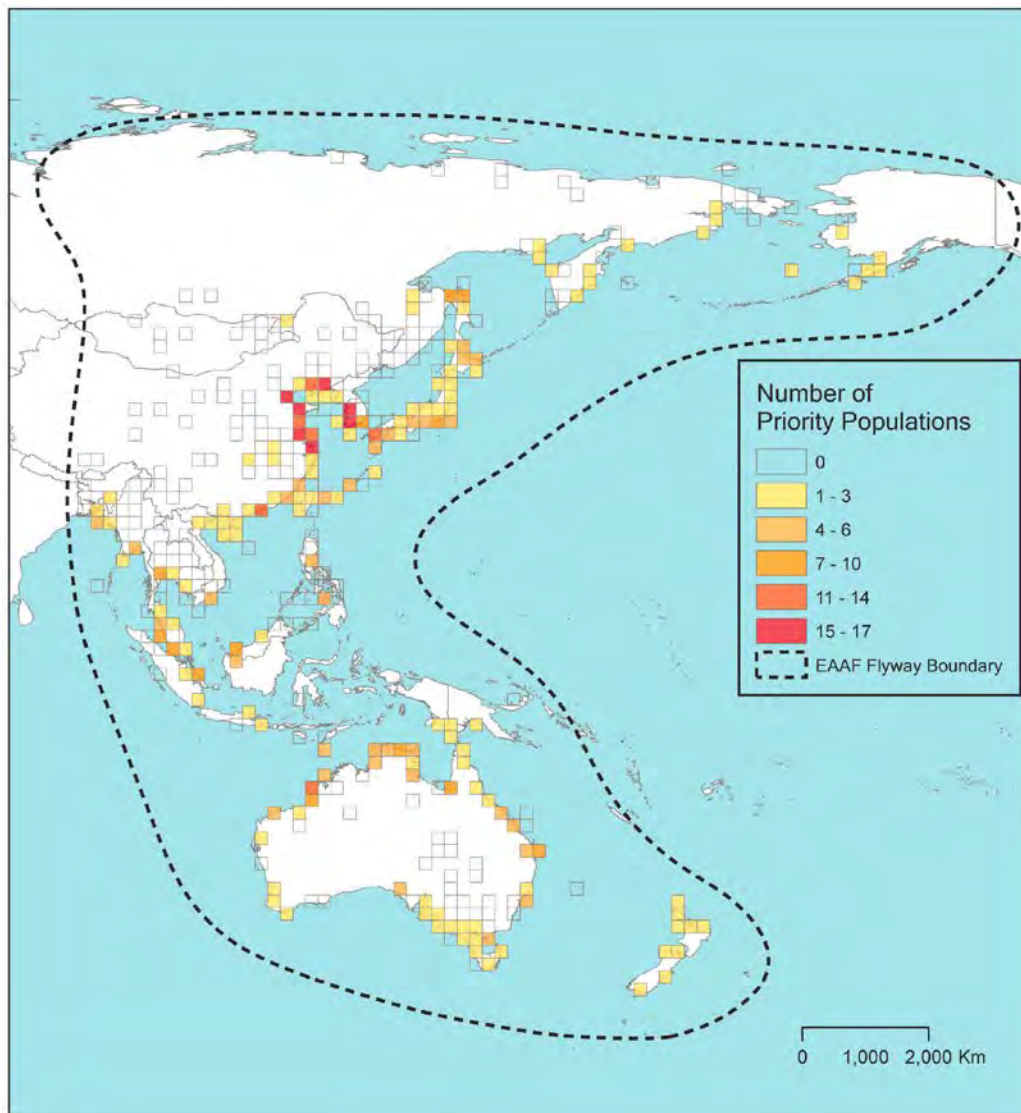 Number of
Priority Populations
0
1 - 3
4 - 6
7 - 10
11 - 14
15 - 17
EAAF Flyway Boundary
0 1,000 2,000 Km